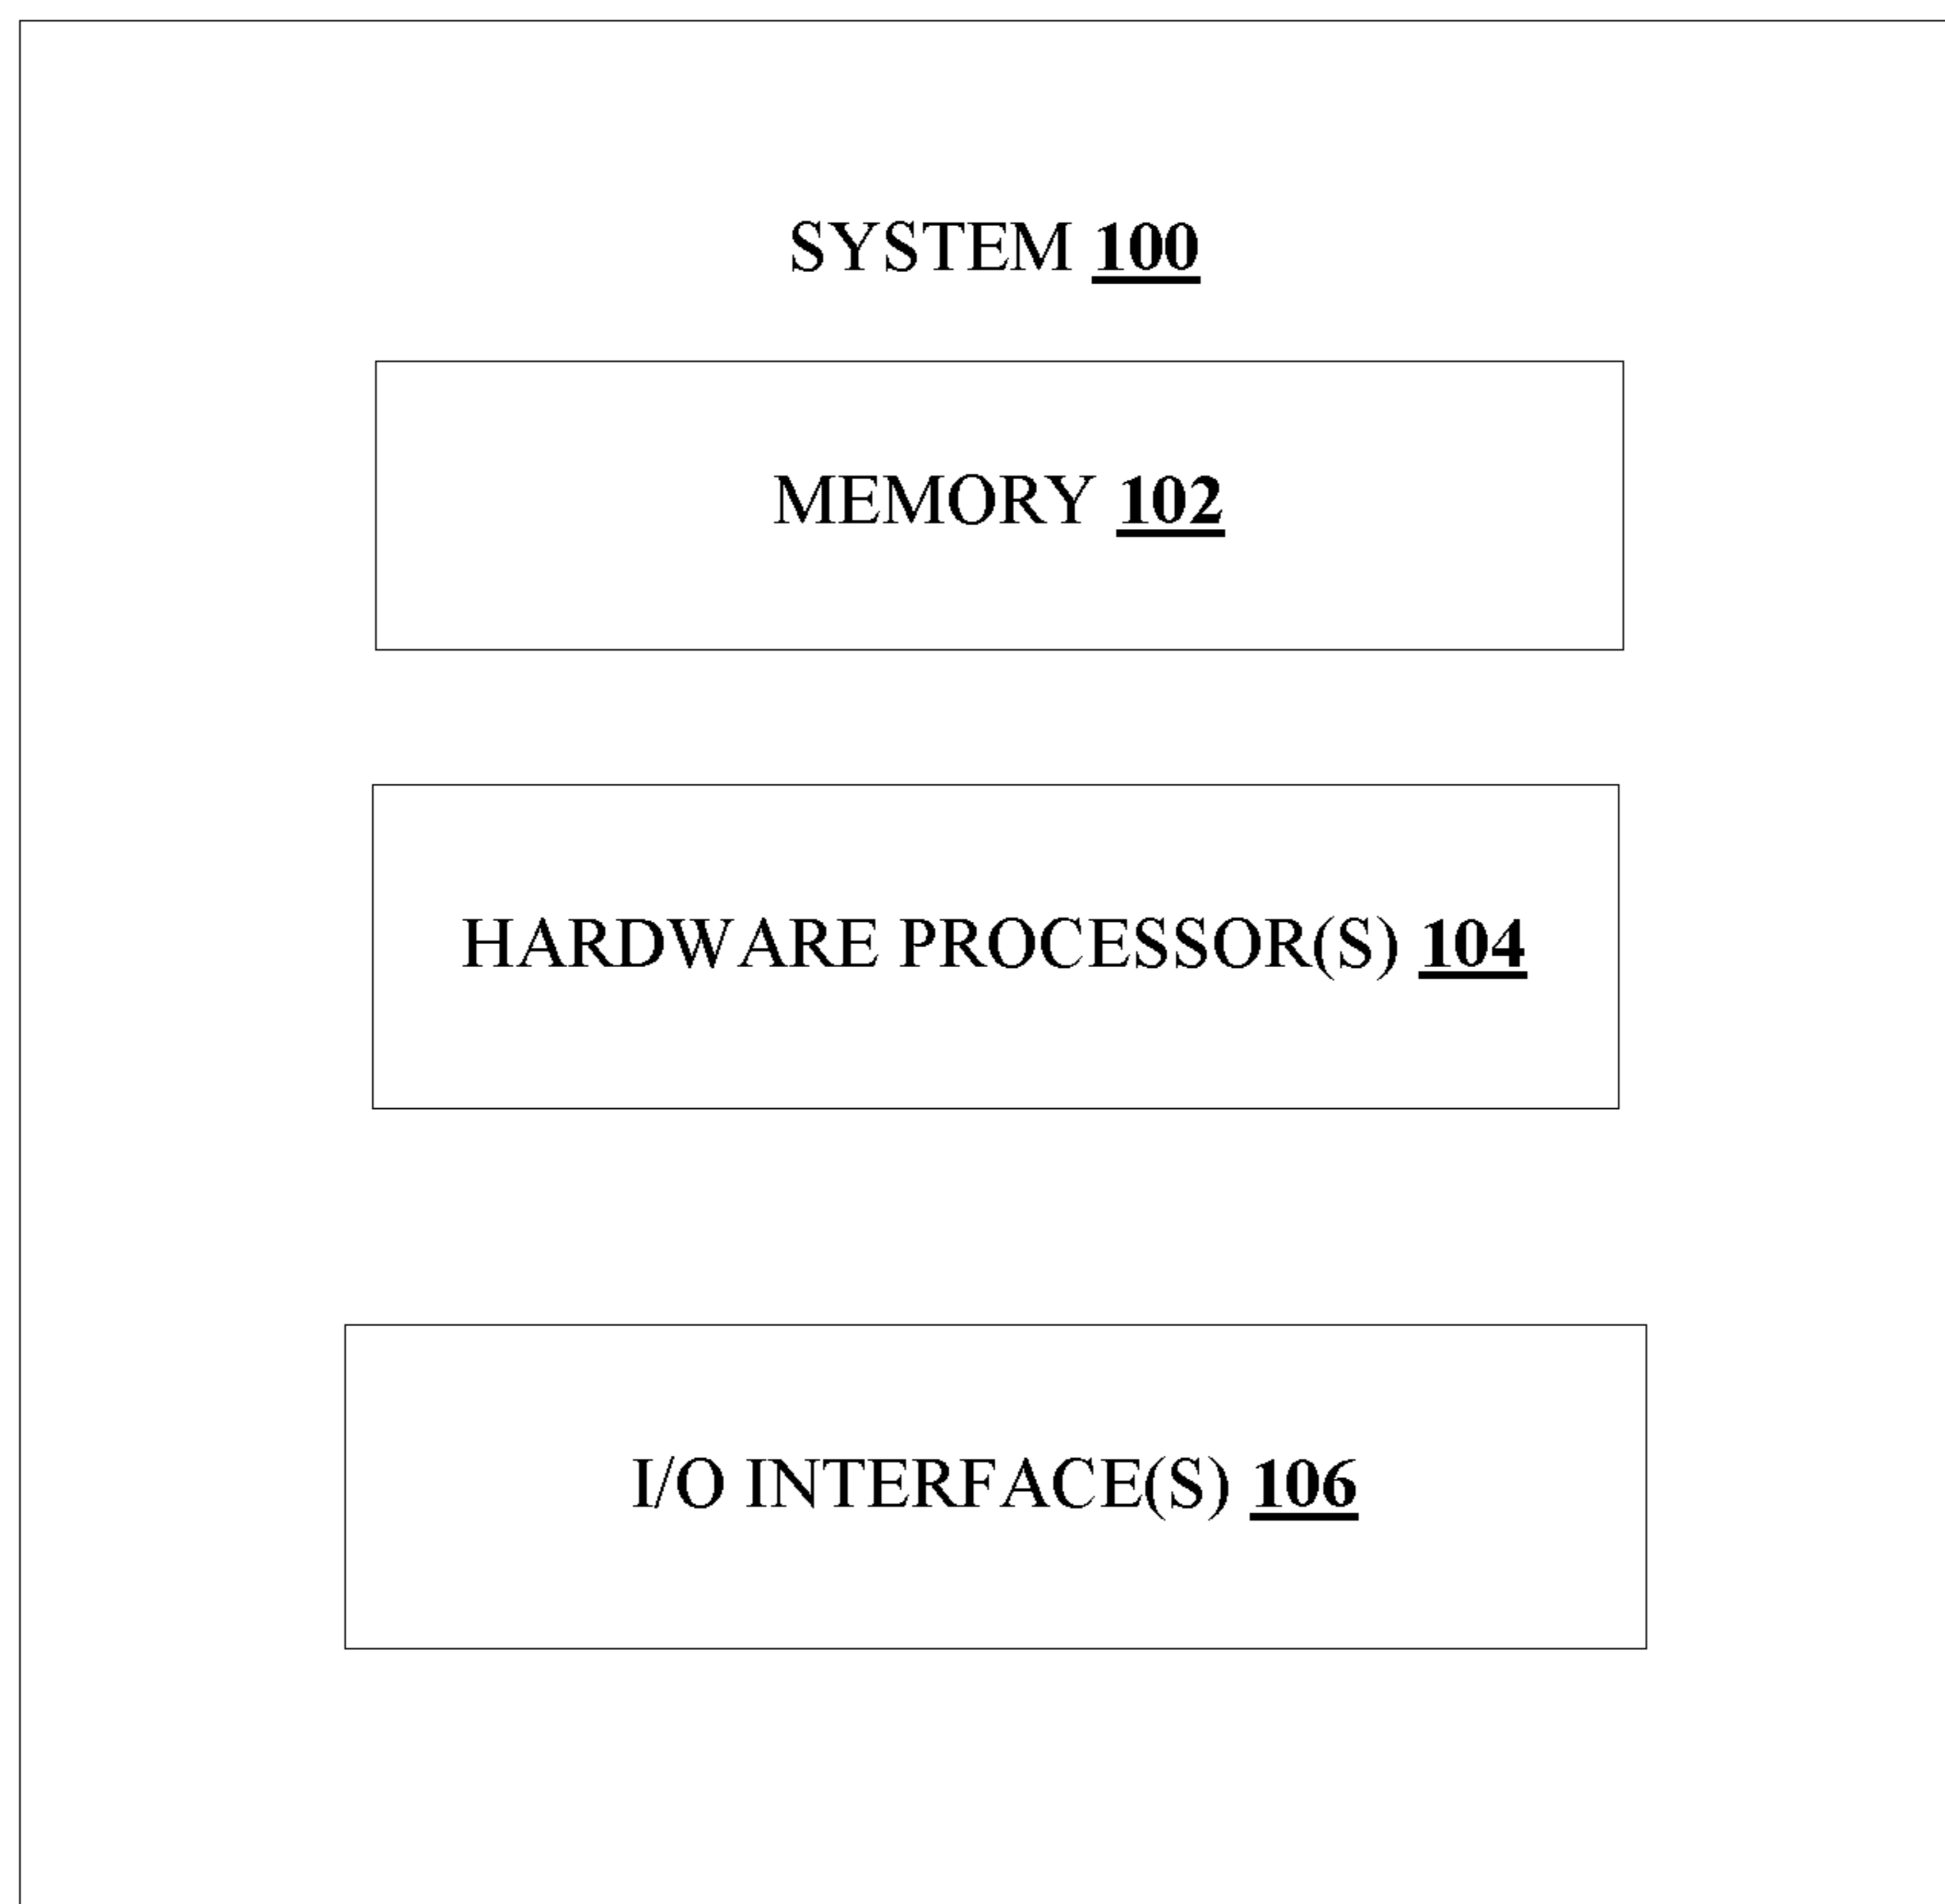 SYSTEM 100
MEMORY 102
HARDWARE PROCESSOR(S) 104
I/O INTERFACE(S) 106